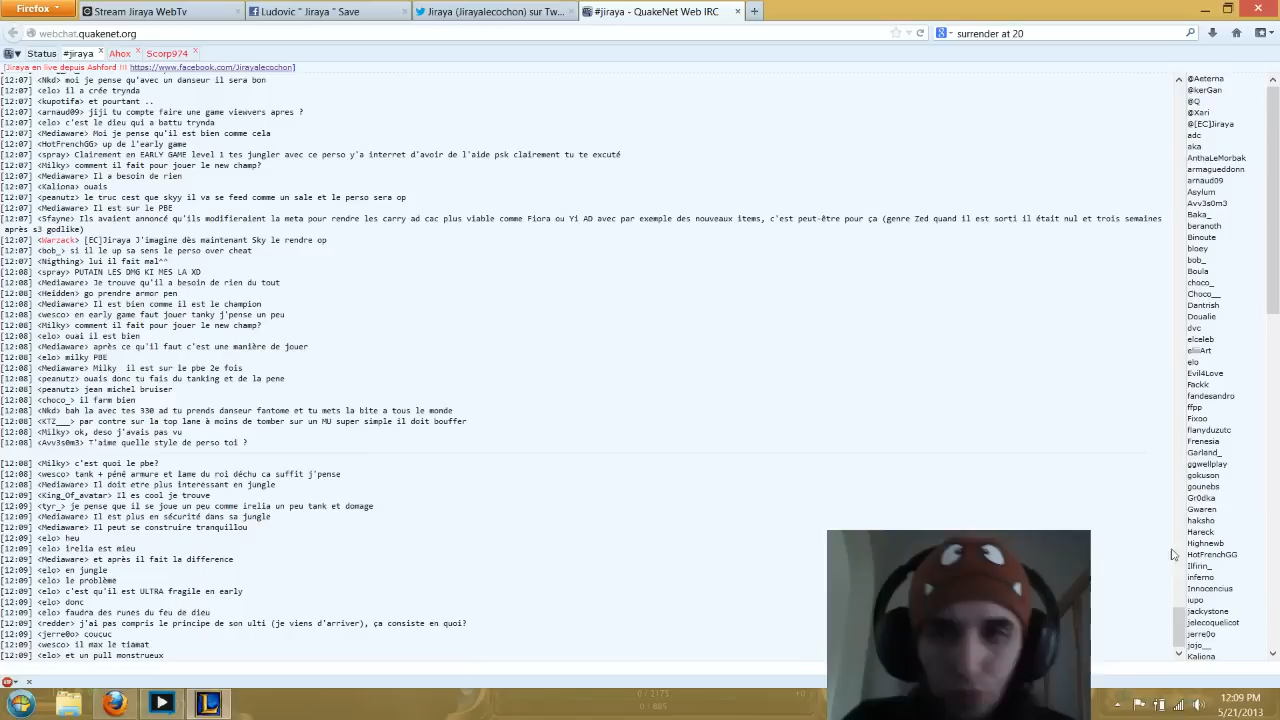 Firefox
Stream Jiraya WebTv
Ludovic " Jiraya " Save
Jiraya (Jirayalecochon) sur Tw...
#jiraya - QuakeNet Web IRC
webchat.quakenet.org
surrender at 20
Status #jiraya Ahox Scorp974
[Jiraya en live depuis Ashford !!! https://www.facebook.com/Jirayalecochon]
[12:07] <Nkd> moi je pense qu'avec un danseur il sera bon
[12:07] <elo> il a crée trynda
[12:07] <kupotifa> et pourtant ..
[12:07] <arnaud09> jiji tu compte faire une game viewvers apres ?
[12:07] <elo> c'est le dieu qui a battu trynda
[12:07] <Mediaware> Moi je pense qu'il est bien comme cela
[12:07] <HotFrenchGG> up de l'early game
[12:07] <spray> Clairement en EARLY GAME level 1 tes jungler avec ce perso y'a interret d'avoir de l'aide psk clairement tu te excuté
[12:07] <Milky> comment il fait pour jouer le new champ?
[12:07] <Mediaware> Il a besoin de rien
[12:07] <Kaliona> ouais
[12:07] <peanutz> le truc cest que skyy il va se feed comme un sale et le perso sera op
[12:07] <Mediaware> Il est sur le PBE
[12:07] <Sfayne> Ils avaient annoncé qu'ils modifieraient la meta pour rendre les carry ad cac plus viable comme Fiora ou Yi AD avec par exemple des nouveaux items, c'est peut-être pour ça (genre Zed quand il est sorti il était nul et trois semaines
après s3 godlike)
[12:07] <Warzack> [EC]Jiraya J'imagine dès maintenant Sky le rendre op
[12:07] <bob_> si il le up sa sens le perso over cheat
[12:07] <Nigthing> lui il fait mal^^
[12:08] <spray> PUTAIN LES DMG KI MES LA XD
[12:08] <Mediaware> Je trouve qu'il a besoin de rien du tout
[12:08] <Heidden> go prendre armor pen
[12:08] <Mediaware> Il est bien comme il est le champion
[12:08] <wesco> en early game faut jouer tanky j'pense un peu
[12:08] <Milky> comment il fait pour jouer le new champ?
[12:08] <elo> ouai il est bien
[12:08] <Mediaware> après ce qu'il faut c'est une manière de jouer
[12:08] <elo> milky PBE
[12:08] <Mediaware> Milky  il est sur le pbe 2e fois
[12:08] <peanutz> ouais donc tu fais du tanking et de la pene
[12:08] <peanutz> jean michel bruiser
[12:08] <choco_> il farm bien
[12:08] <Nkd> bah la avec tes 330 ad tu prends danseur fantome et tu mets la bite a tous le monde
[12:08] <KTZ___> par contre sur la top lane à moins de tomber sur un MU super simple il doit bouffer
[12:08] <Milky> ok, deso j'avais pas vu
[12:08] <Avv3s0m3> T'aime quelle style de perso toi ?
[12:08] <Milky> c'est quoi le pbe?
[12:08] <wesco> tank + péné armure et lame du roi déchu ca suffit j'pense
[12:08] <Mediaware> Il doit etre plus interessant en jungle
[12:09] <King_Of_avatar> Il es cool je trouve
[12:09] <tyr_> je pense que il se joue un peu comme irelia un peu tank et domage
[12:09] <Mediaware> Il est plus en sécurité dans sa jungle
[12:09] <Mediaware> Il peut se construire tranquillou
[12:09] <elo> heu
[12:09] <elo> irelia est mieu
[12:09] <Mediaware> et après il fait la difference
[12:09] <elo> en jungle
[12:09] <elo> le problème
[12:09] <elo> c'est qu'il est ULTRA fragile en early
[12:09] <elo> donc
[12:09] <elo> faudra des runes du feu de dieu
[12:09] <redder> j'ai pas compris le principe de son ulti (je viens d'arriver), ça consiste en quoi?
[12:09] <jerre0o> coucuc
[12:09] <wesco> il max le tiamat
[12:09] <elo> et un pull monstrueux
@Aeterna
@kerGan
@Q
@Xari
@[EC]Jiraya
adc
aka
AnthaLeMorbak
armagueddonn
arnaud09
Asylum
Avv3s0m3
Baka_
beranoth
Binoute
bloey
bob_
Boula
choco_
Choco__
Dantrish
Doualie
dvc
elceleb
eliiiArt
elo
Evil4Love
Fackk
fandesandro
ffpp
Fixoo
flanyduzutc
Frenesia
Garland_
ggwellplay
gokuson
gounebs
Gr0dka
Gwaren
haksho
Hareck
Highnewb
HotFrenchGG
Ilfirin_
inferno
Innocencius
iupo
jackystone
jelecoquelicot
jerre0o
jojo__
Kaliona
0 / 1175
0 / 885
12:09 PM
5/21/2013